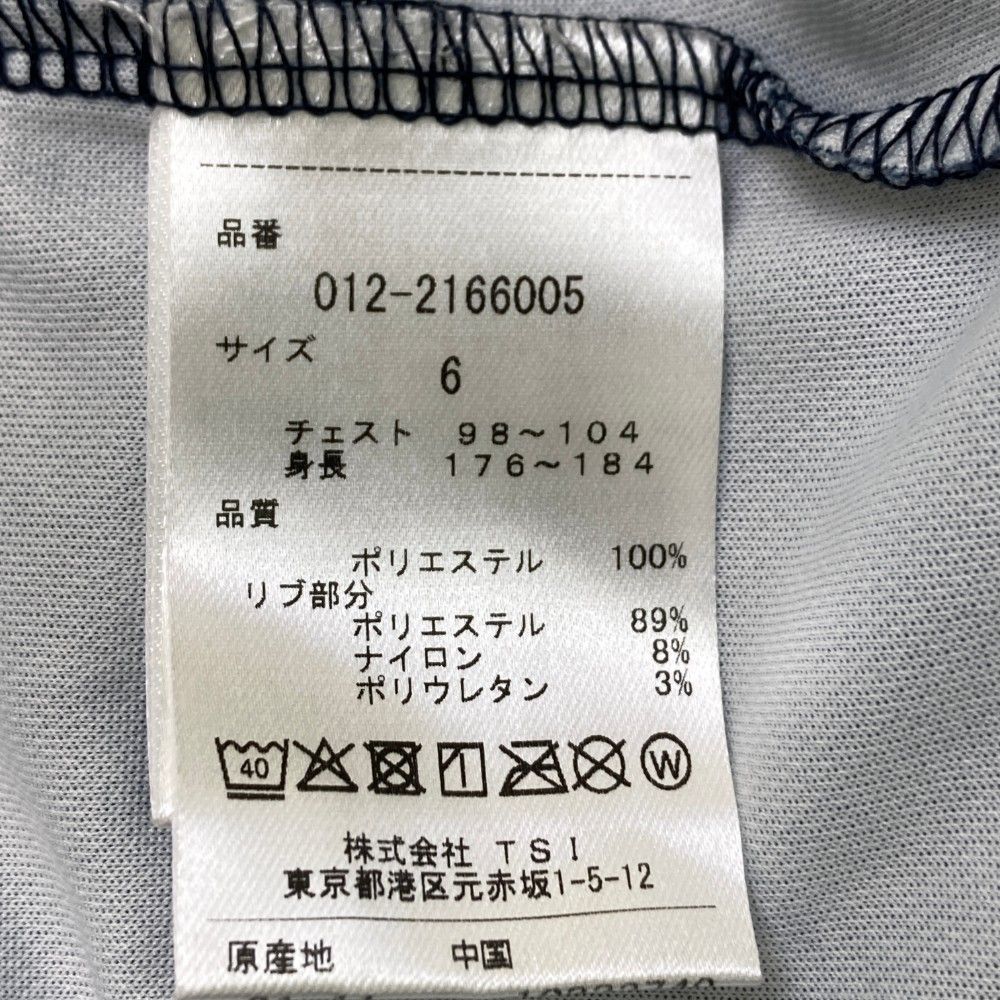 品番
012-2166005
サイズ
6
チェスト 98～104
身長 176～184
品質
ポリエステル 100%
リブ部分
ポリエステル 89%
ナイロン 8%
ポリウレタン 3%
40 W
株式会社 TSI
東京都港区元赤坂1-5-12
原産地 中国